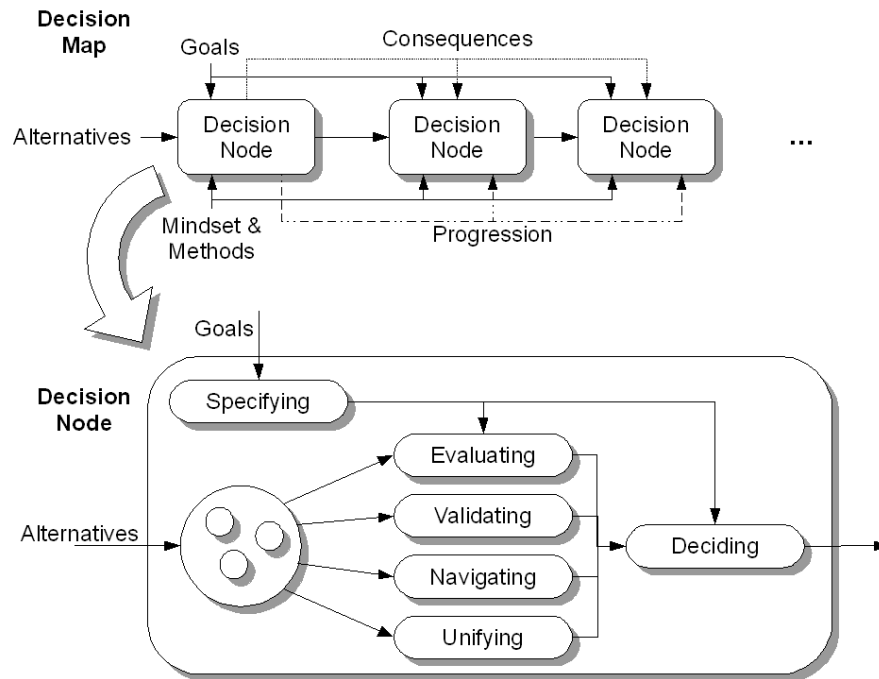 Decision
Map
Goals
Consequences
Alternatives
Decision
Node
Decision
Node
Decision
Node
...
Mindset &
Methods
Progression
Goals
Decision
Node
Specifying
Evaluating
Alternatives
Validating
Deciding
Navigating
Unifying